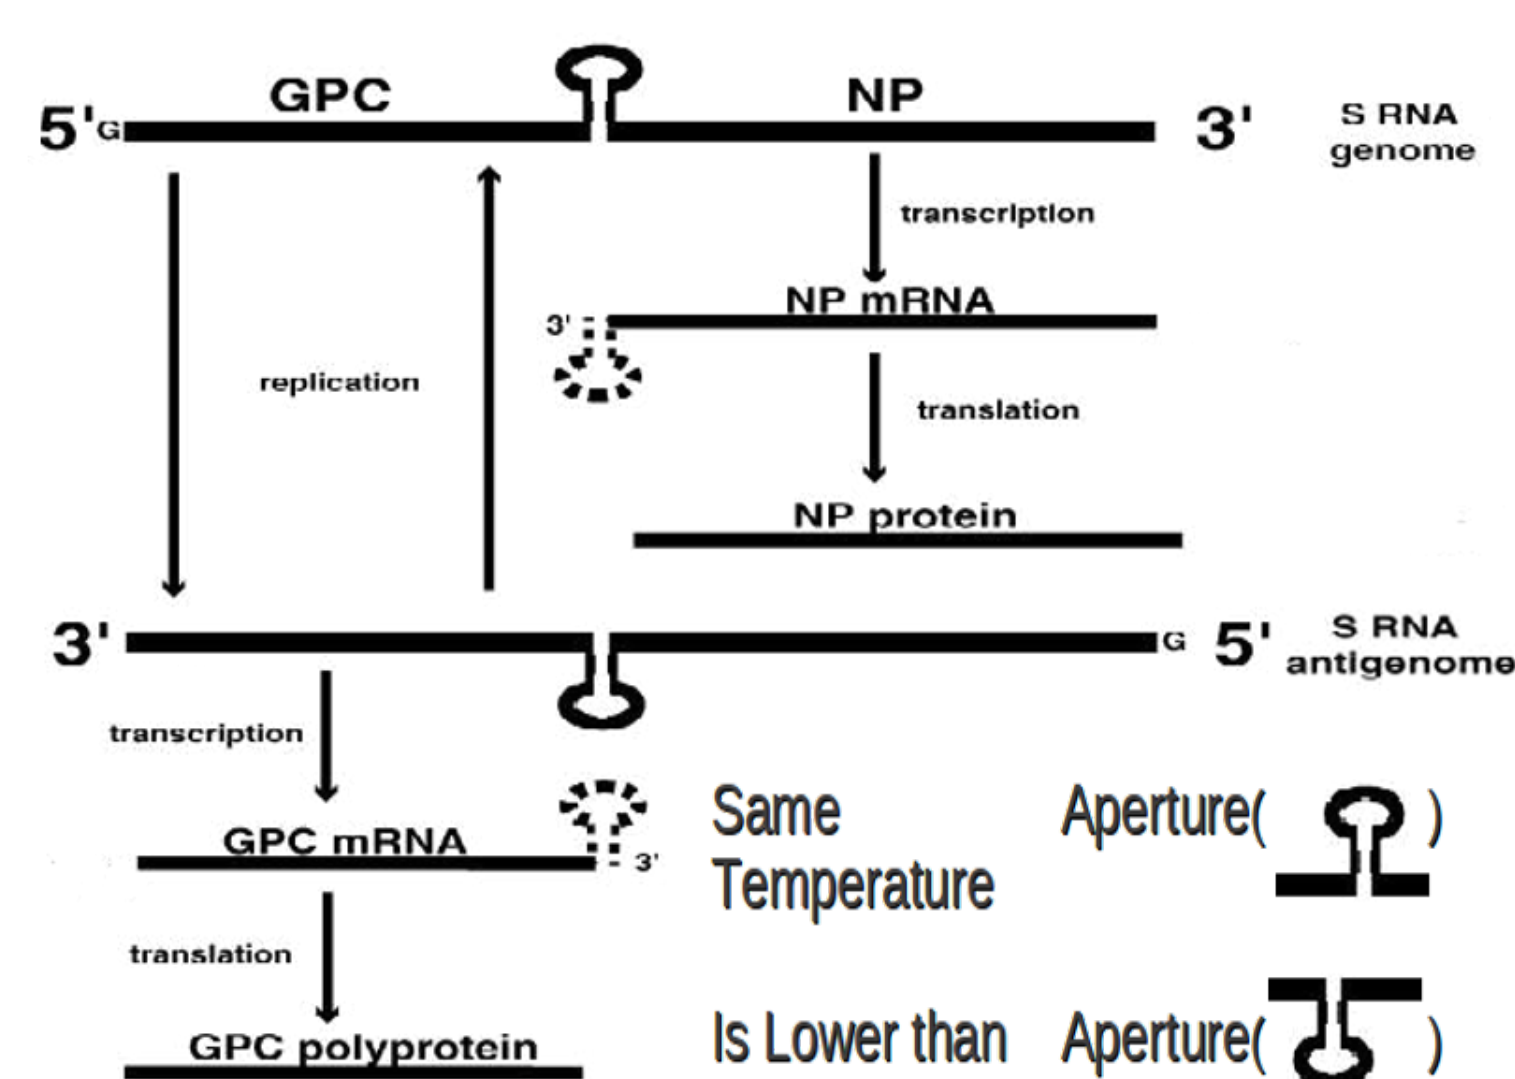 GPC NP
5' G 3' S RNA
genome
transcription
NP mRNA
3'
replication
translation
NP protein
3' G 5' S RNA
antigenome
transcription
GPC mRNA
3'
translation
GPC polyprotein
Same Aperture( )
Temperature
Is Lower than Aperture( )